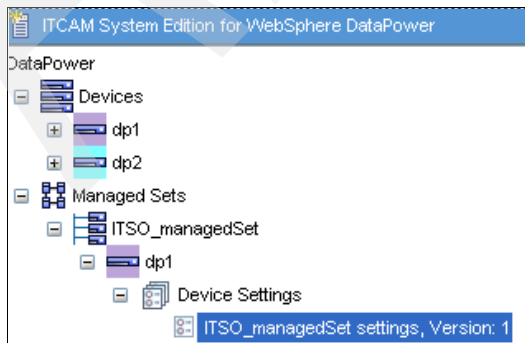 ITCAM System Edition for WebSphere DataPower
DataPower
Devices
dp1
dp2
Managed Sets
ITSO_managedSet
dp1
Device Settings
ITSO_managedSet settings, Version: 1